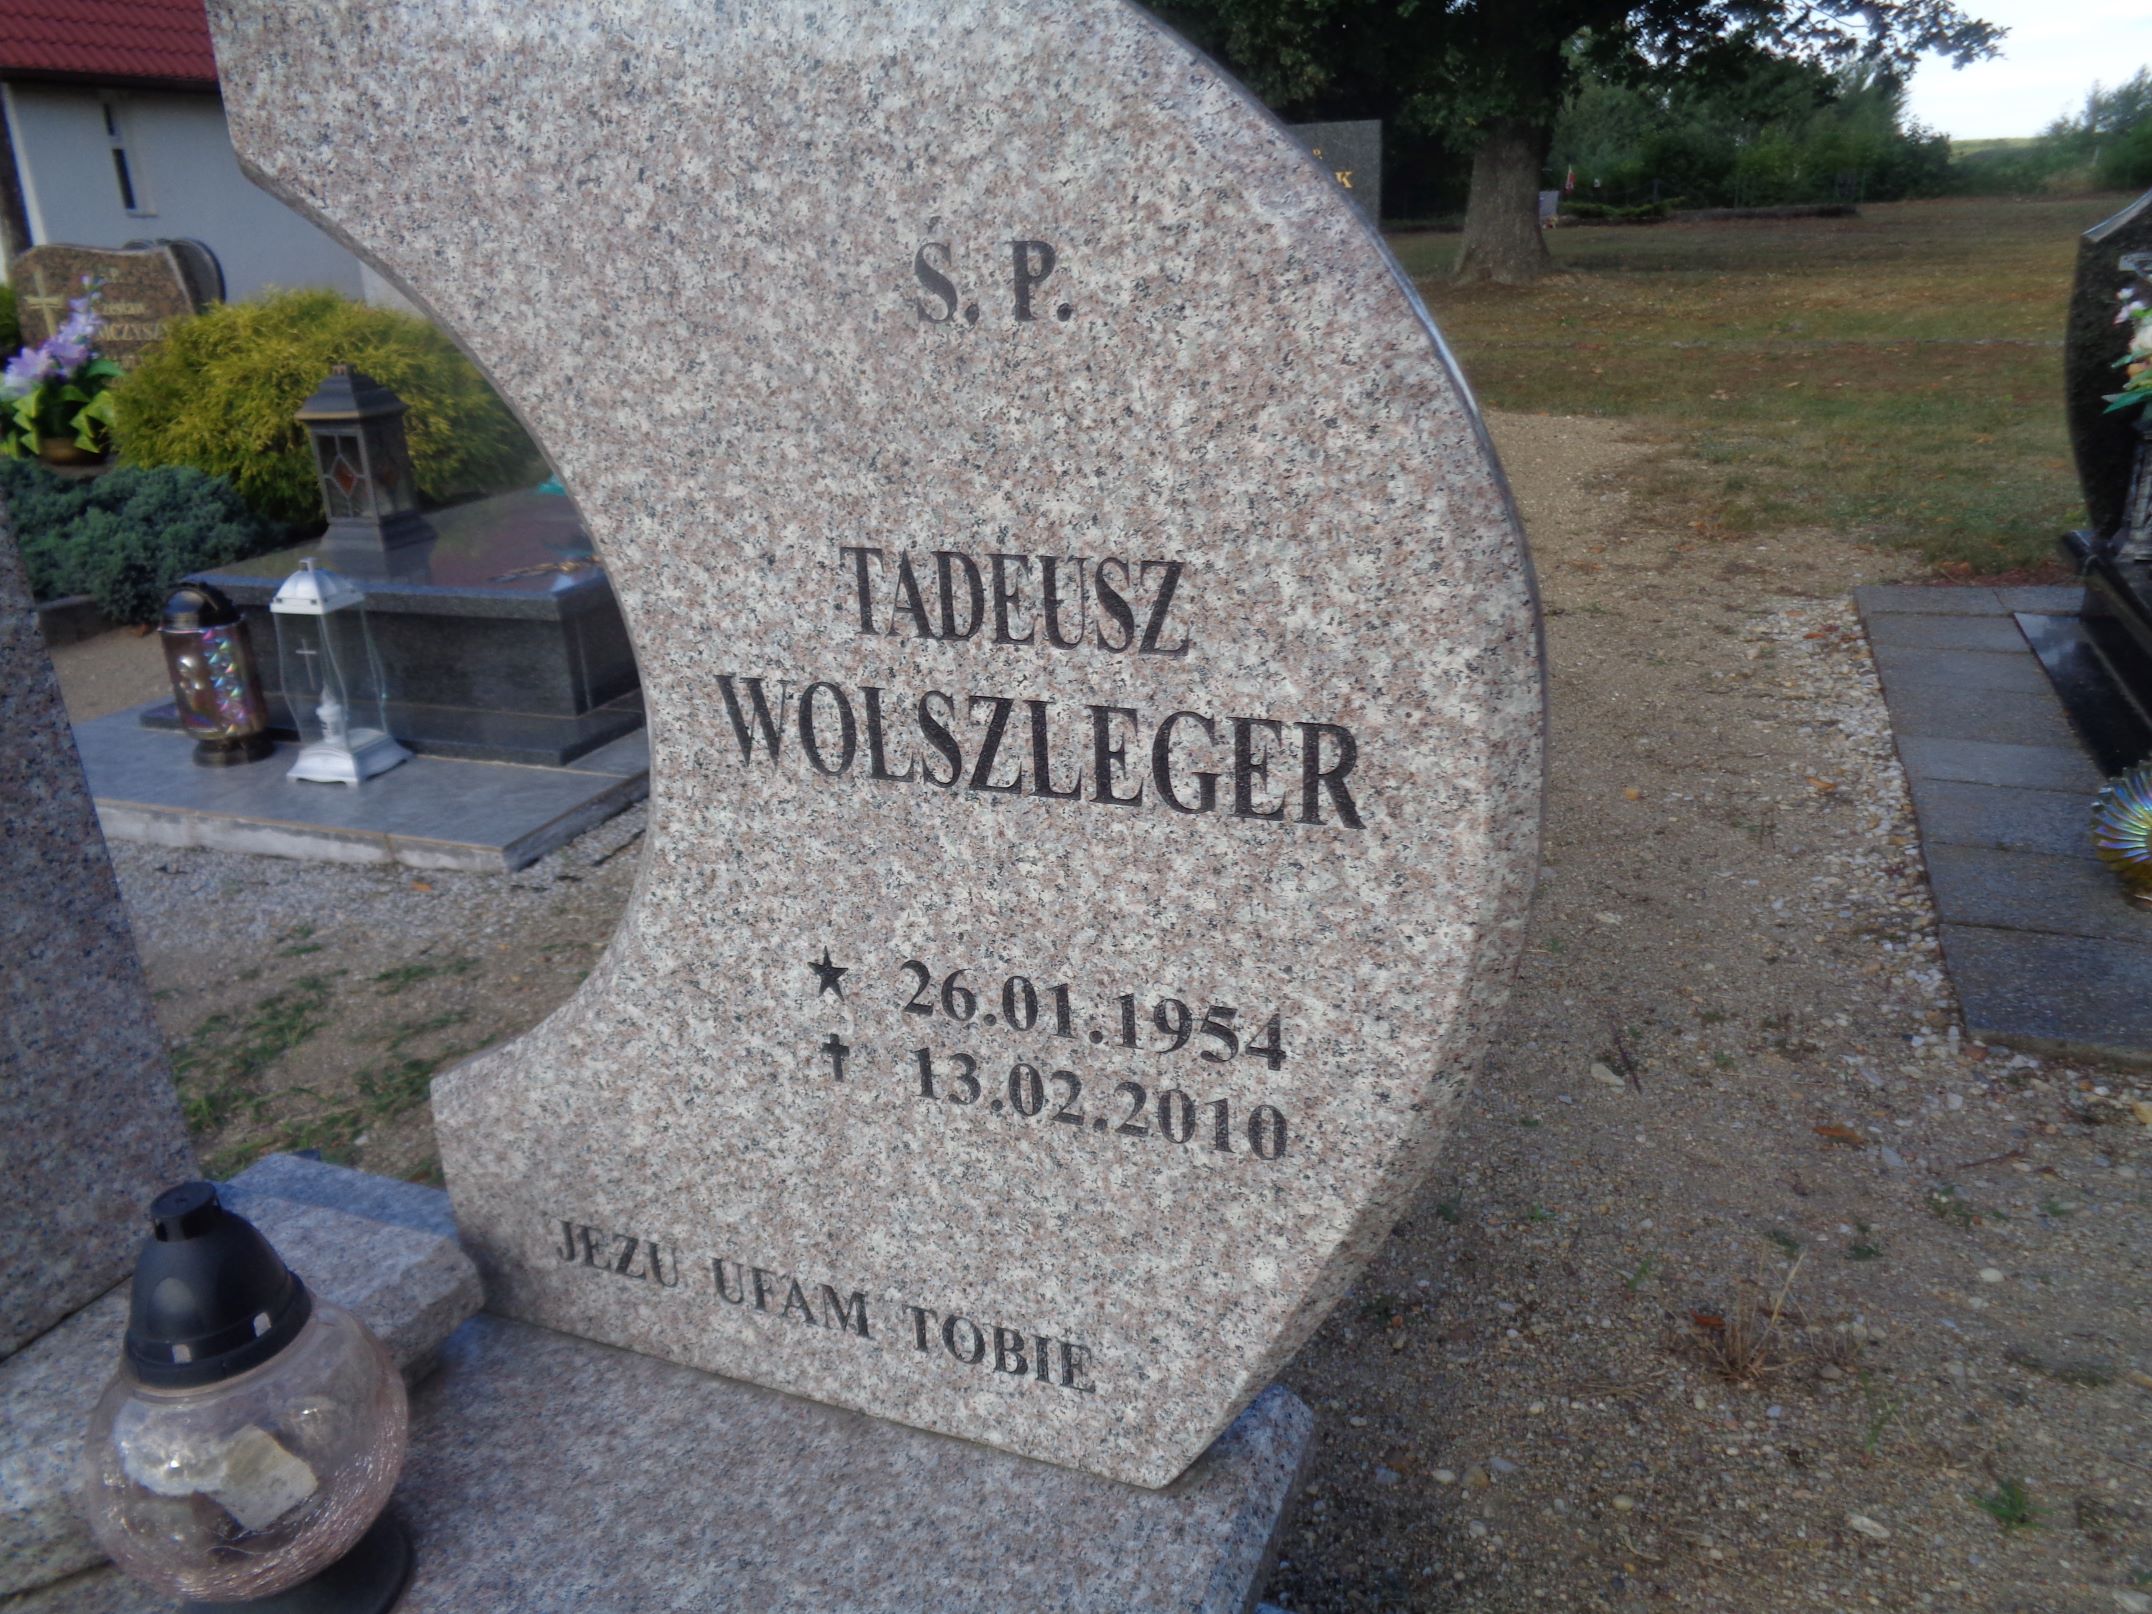 Ś. P.
TADEUSZ
WOLSZLEGER
★ 26.01.1954
✝ 13.02.2010
JEZU UFAM TOBIE